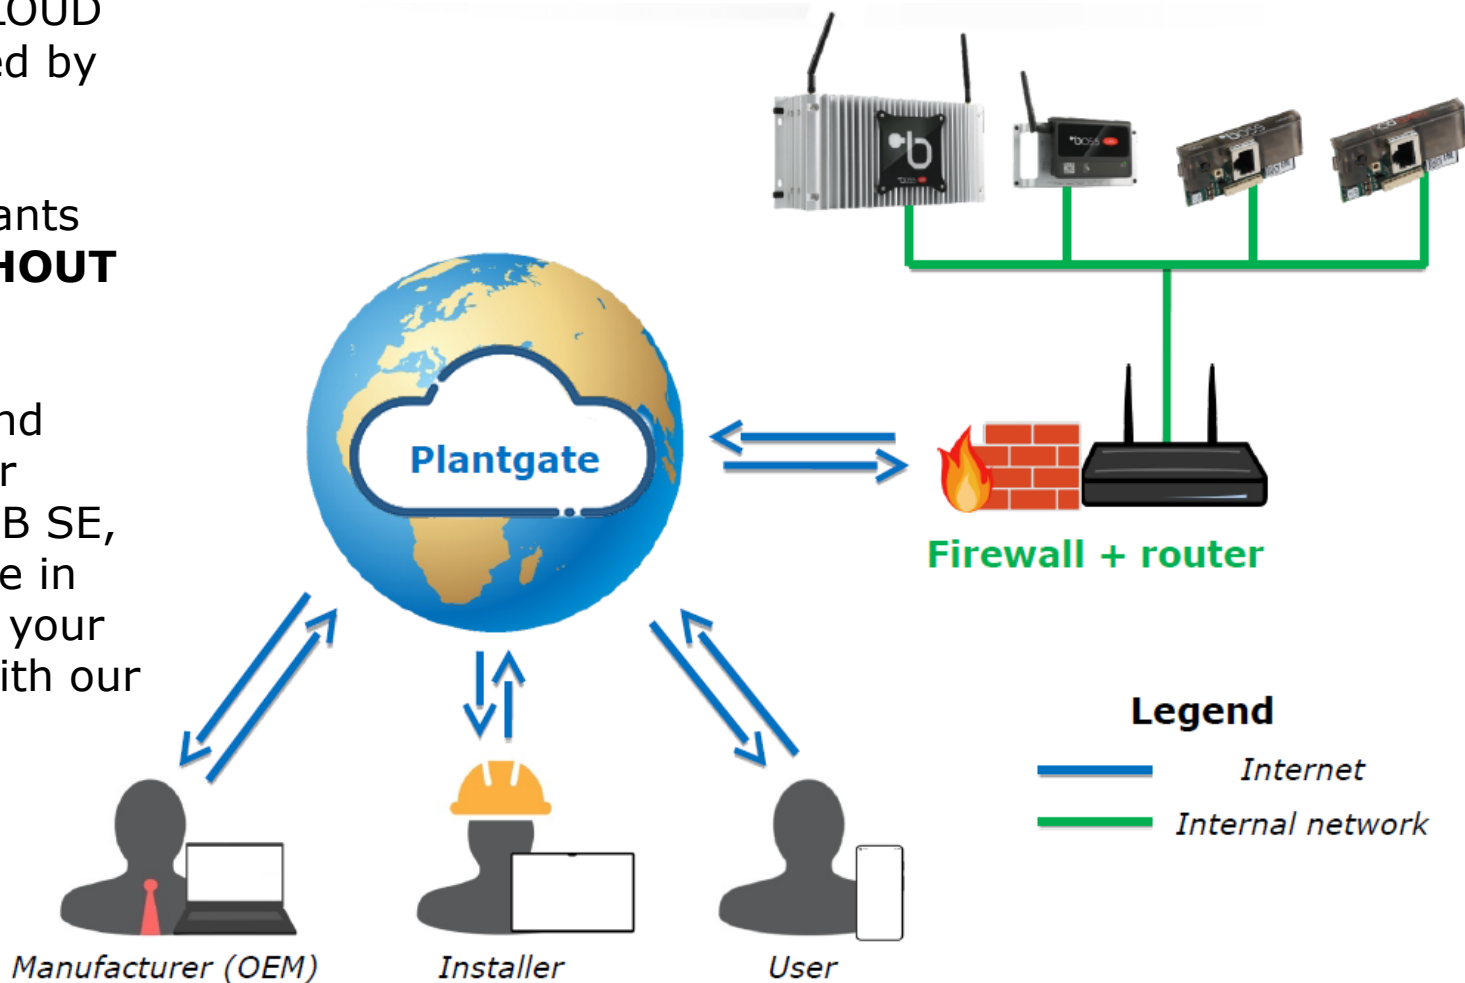 LOUD
ed by
ants
HOUT
nd
r
B SE,
e in
your
ith our
Plantgate
Firewall + router
Legend
Internet
Internal network
Manufacturer (OEM)
Installer
User